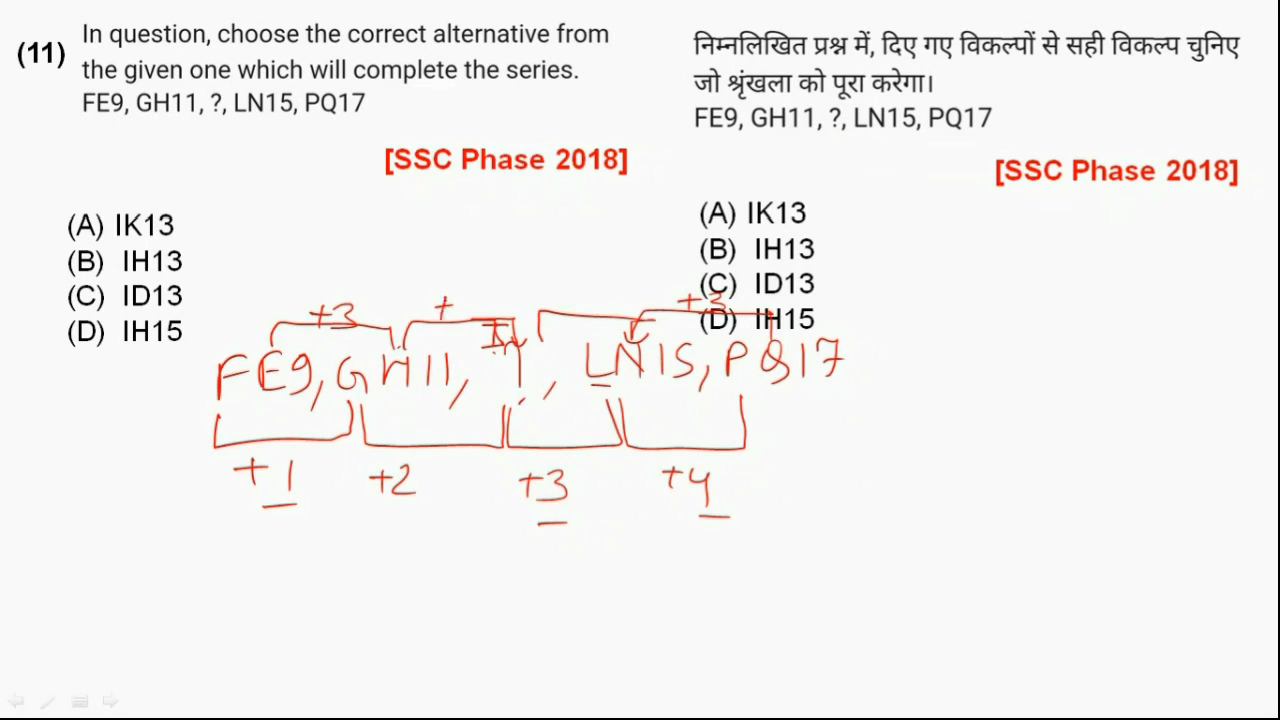 (11) In question, choose the correct alternative from
the given one which will complete the series.
FE9, GH11, ?, LN15, PQ17
[SSC Phase 2018]
(A) IK13
(B) IH13
(C) ID13
(D) IH15
निम्नलिखित प्रश्न में, दिए गए विकल्पों से सही विकल्प चुनिए
जो श्रृंखला को पूरा करेगा।
FE9, GH11, ?, LN15, PQ17
[SSC Phase 2018]
(A) IK13
(B) IH13
(C) ID13
(D) IH15
+3 + +3
FE9, GH11, , LN15, PQ17
+1 +2 +3 +4